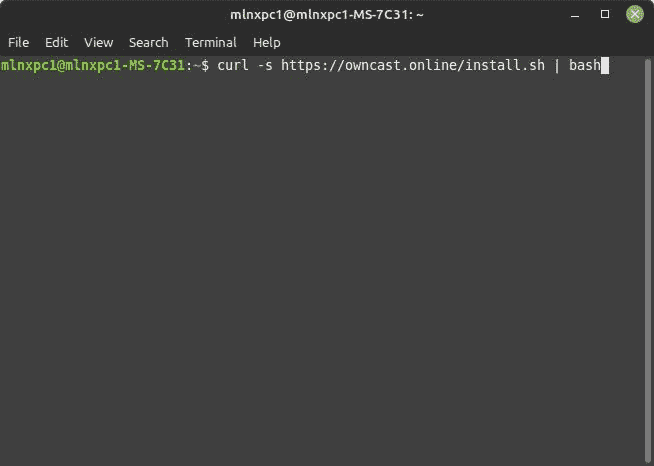 mlnxpc1@mlnxpc1-MS-7C31: ~
File Edit View Search Terminal Help
mlnxpc1@mlnxpc1-MS-7C31:~$ curl -s https://owncast.online/install.sh | bash